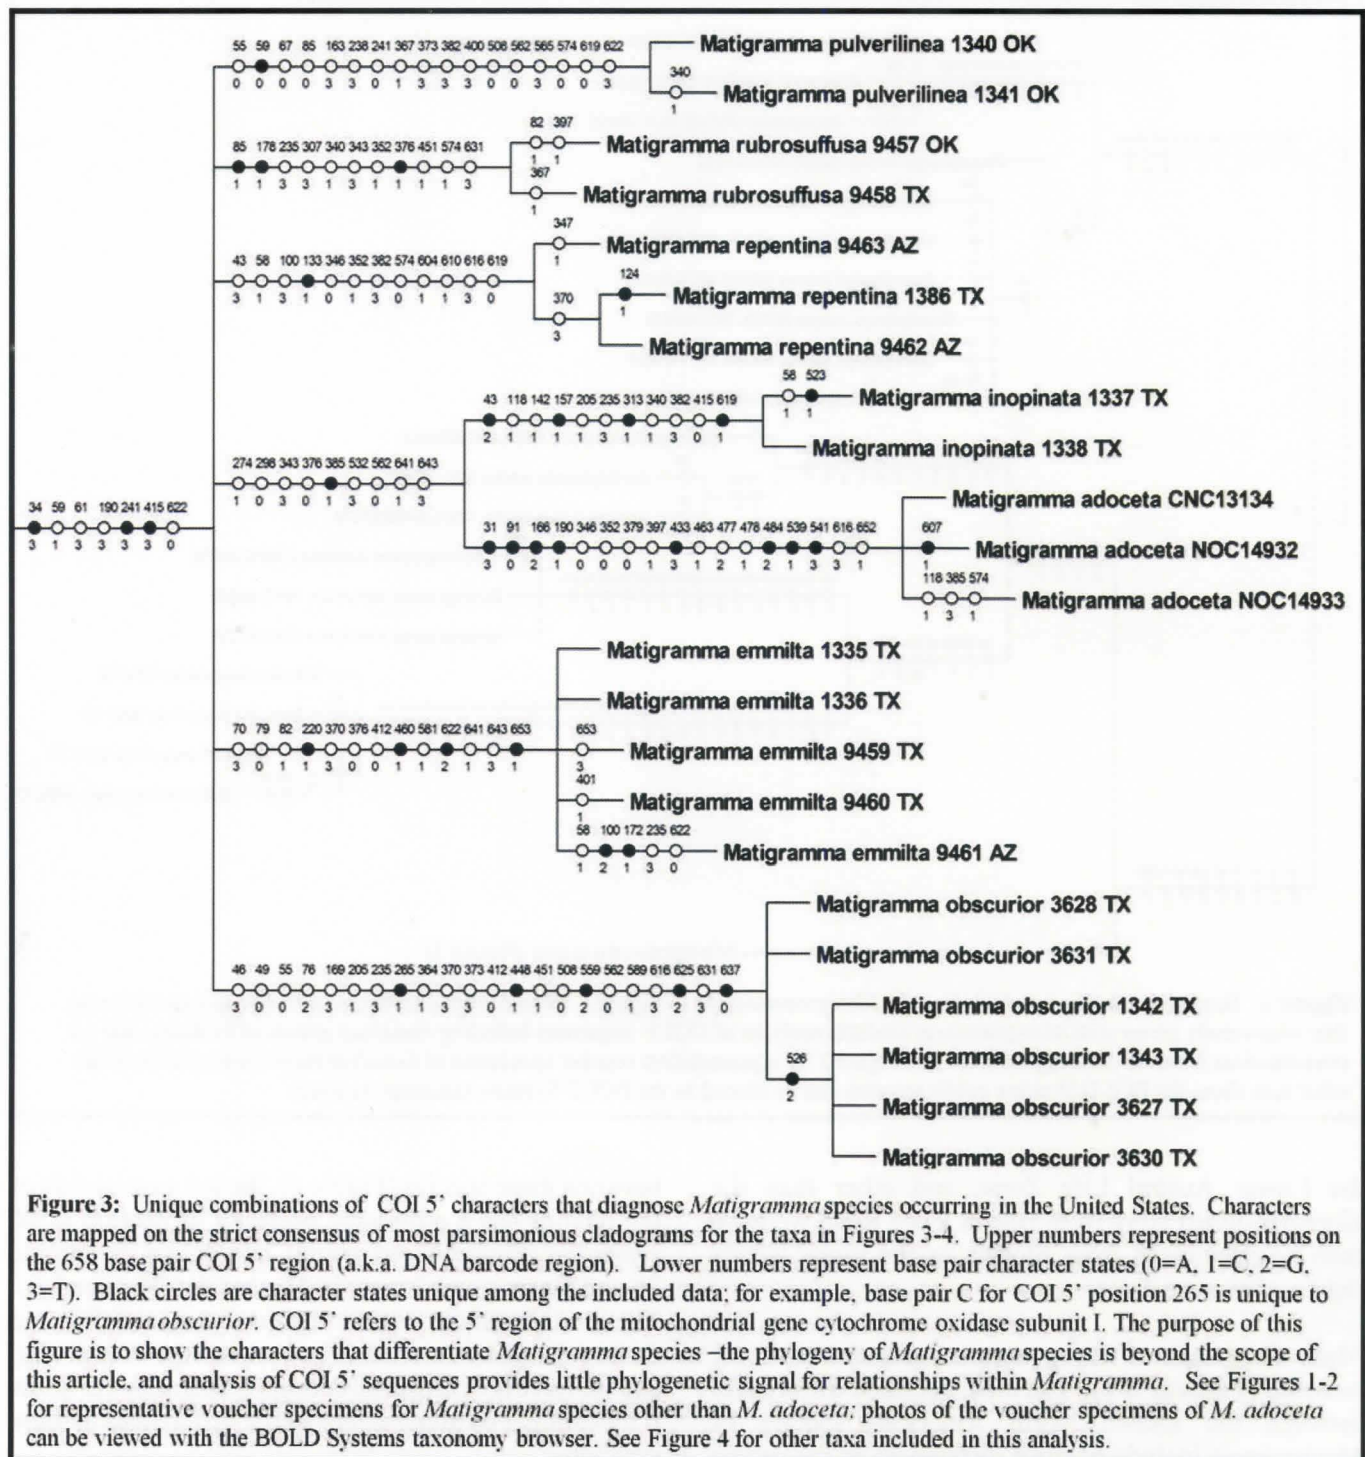 55 59 67 85 163 238 241 367 373 382 400 508 562 565 574 619 622
0 0 0 0 3 3 0 1 3 3 3 0 0 3 0 0 3
Matigramma pulverilinea 1340 OK
340
1
Matigramma pulverilinea 1341 OK
85 178 235 307 340 343 352 376 451 574 631
1 1 3 3 1 3 1 1 1 1 3
82 397
1 1
Matigramma rubrosuffusa 9457 OK
367
1
Matigramma rubrosuffusa 9458 TX
43 58 100 133 346 352 382 574 604 610 616 619
3 1 3 1 0 1 3 0 1 1 3 0
347
1
Matigramma repentina 9463 AZ
370
3
124
1
Matigramma repentina 1386 TX
Matigramma repentina 9462 AZ
34 59 61 190 241 415 622
3 1 3 3 3 3 0
274 298 343 376 385 532 562 641 643
1 0 3 0 1 3 0 1 3
43 118 142 157 205 235 313 340 382 415 619
2 1 1 1 1 3 1 1 3 0 1
58 523
1 1
Matigramma inopinata 1337 TX
Matigramma inopinata 1338 TX
31 91 166 190 346 352 379 397 433 463 477 478 484 539 541 616 652
3 0 2 1 0 0 0 1 3 1 2 1 2 1 3 3 1
Matigramma adoceta CNC13134
607
1
Matigramma adoceta NOC14932
118 385 574
1 3 1
Matigramma adoceta NOC14933
70 79 82 220 370 376 412 460 581 622 641 643 653
3 0 1 1 3 0 0 1 1 2 1 3 1
Matigramma emmilta 1335 TX
Matigramma emmilta 1336 TX
653
3
Matigramma emmilta 9459 TX
401
1
Matigramma emmilta 9460 TX
58 100 172 235 622
1 2 1 3 0
Matigramma emmilta 9461 AZ
46 49 55 76 169 205 235 265 364 370 373 412 448 451 508 559 562 589 616 625 631 637
Matigramma obscurior 3628 TX
Matigramma obscurior 3631 TX
526
2
Matigramma obscurior 1342 TX
Matigramma obscurior 1343 TX
Matigramma obscurior 3627 TX
Matigramma obscurior 3630 TX
Figure 3: Unique combinations of COI 5' characters that diagnose Matigramma species occurring in the United States. Characters
are mapped on the strict consensus of most parsimonious cladograms for the taxa in Figures 3-4. Upper numbers represent positions on
the 658 base pair COI 5' region (a.k.a. DNA barcode region). Lower numbers represent base pair character states (0=A, 1=C, 2=G,
3=T). Black circles are character states unique among the included data; for example, base pair C for COI 5' position 265 is unique to
Matigramma obscurior. COI 5' refers to the 5' region of the mitochondrial gene cytochrome oxidase subunit I. The purpose of this
figure is to show the characters that differentiate Matigramma species –the phylogeny of Matigramma species is beyond the scope of
this article, and analysis of COI 5' sequences provides little phylogenetic signal for relationships within Matigramma. See Figures 1-2
for representative voucher specimens for Matigramma species other than M. adoceta; photos of the voucher specimens of M. adoceta
can be viewed with the BOLD Systems taxonomy browser. See Figure 4 for other taxa included in this analysis.